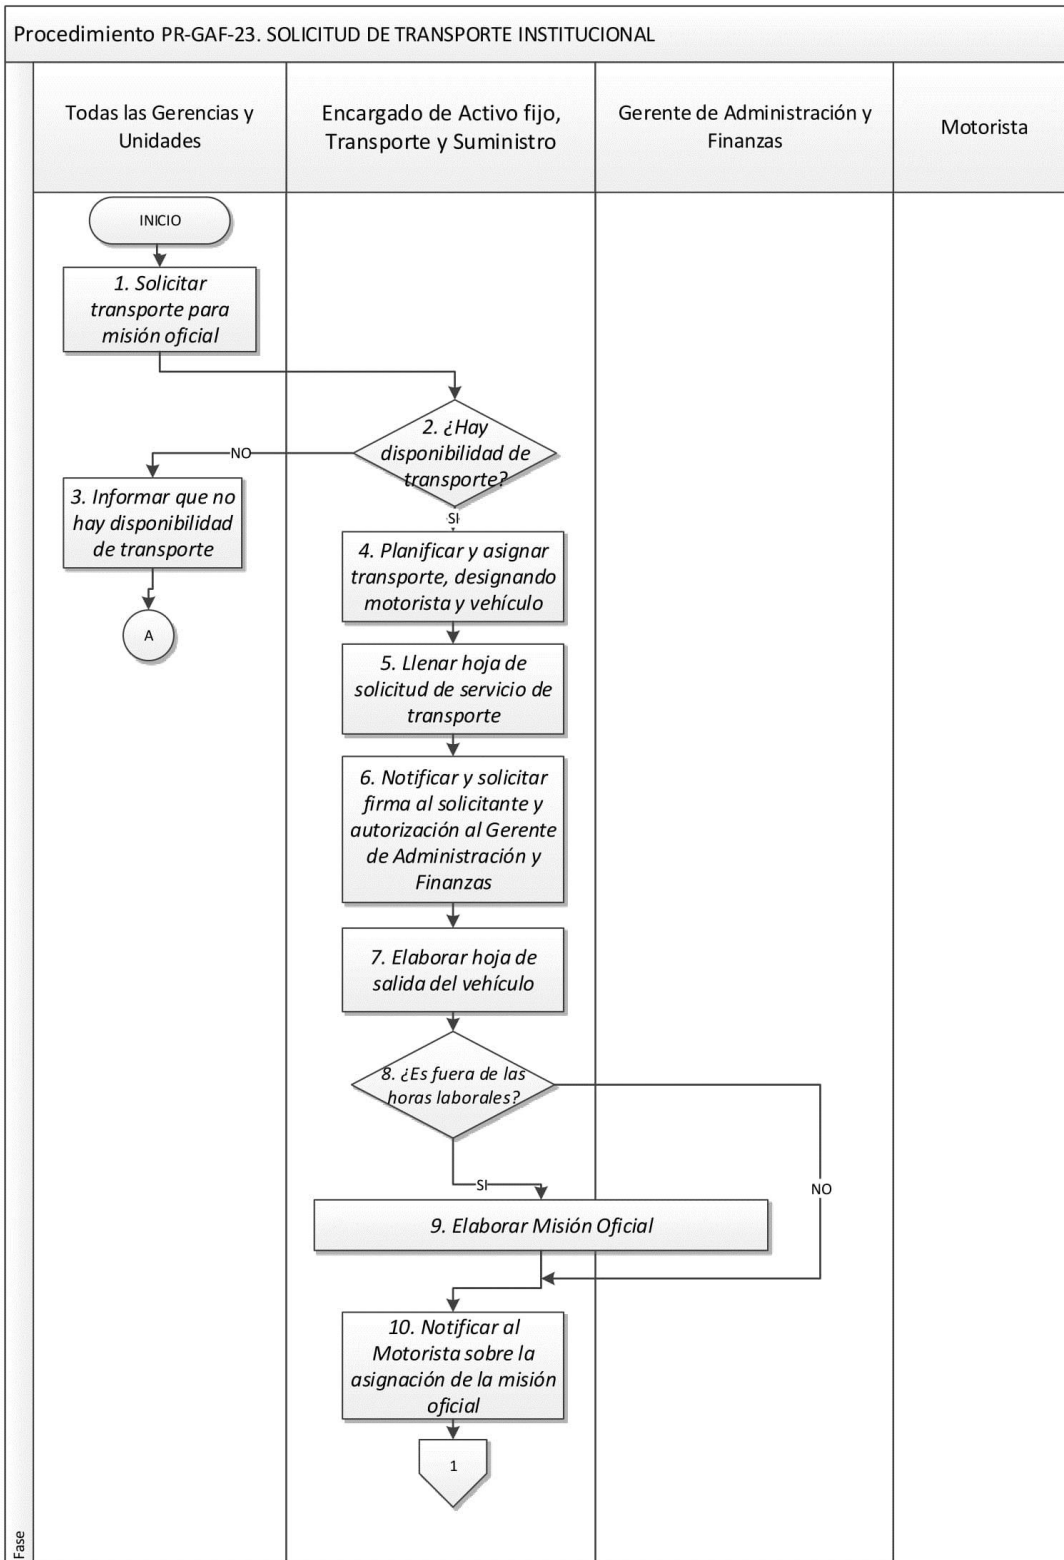 Procedimiento PR-GAF-23. SOLICITUD DE TRANSPORTE INSTITUCIONAL
Todas las Gerencias y
Unidades
Encargado de Activo fijo,
Transporte y Suministro
Gerente de Administración y
Finanzas
Motorista
INICIO
1. Solicitar
transporte para
misión oficial
2. ¿Hay
disponibilidad de
transporte?
NO
3. Informar que no
hay disponibilidad
de transporte
A
SI
4. Planificar y asignar
transporte, designando
motorista y vehículo
5. Llenar hoja de
solicitud de servicio de
transporte
6. Notificar y solicitar
firma al solicitante y
autorización al Gerente
de Administración y
Finanzas
7. Elaborar hoja de
salida del vehículo
8. ¿Es fuera de las
horas laborales?
SI
NO
9. Elaborar Misión Oficial
10. Notificar al
Motorista sobre la
asignación de la misión
oficial
1
Fase